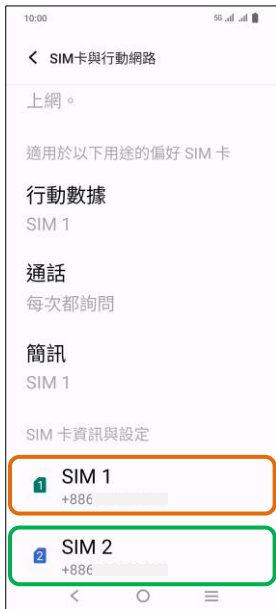 10:00
5G
SIM卡與行動網路
上網。
適用於以下用途的偏好 SIM 卡
行動數據
SIM 1
通話
每次都詢問
簡訊
SIM 1
SIM 卡資訊與設定
1 SIM 1
+886
2 SIM 2
+886